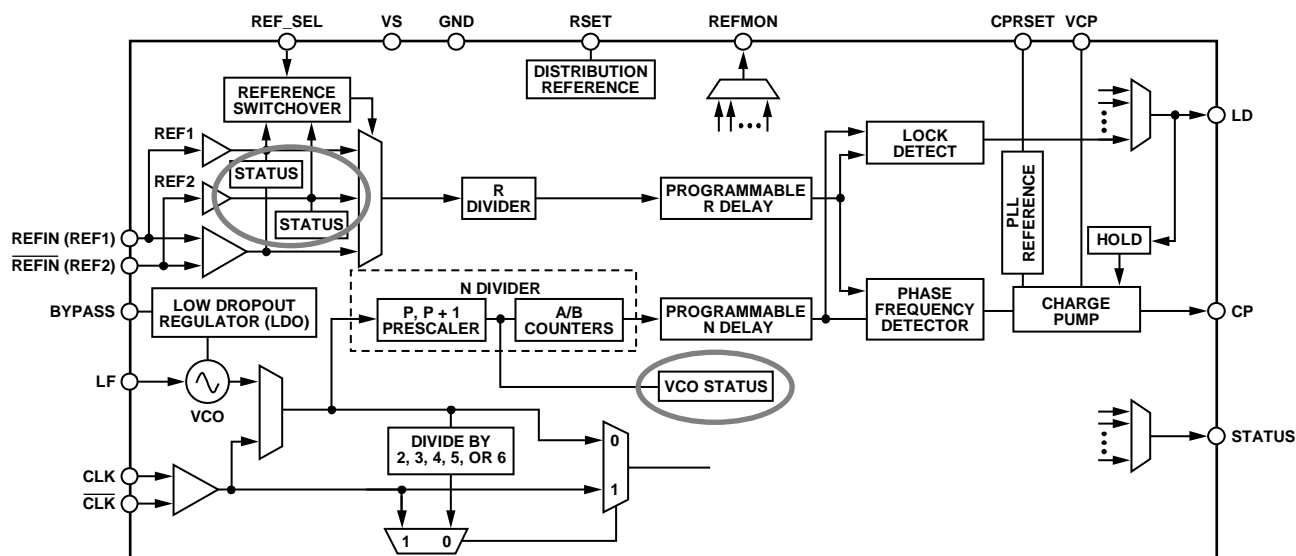 REF_SEL
VS
GND
RSET
REFMON
CPRSET
VCP
DISTRIBUTION
REFERENCE
REFERENCE
SWITCHOVER
REF1
STATUS
REF2
STATUS
REFIN (REF1)
REFIN (REF2)
R
DIVIDER
PROGRAMMABLE
R DELAY
LOCK
DETECT
PLL
REFERENCE
LD
HOLD
BYPASS
LOW DROPOUT
REGULATOR (LDO)
N DIVIDER
P, P + 1
PRESCALER
A/B
COUNTERS
PROGRAMMABLE
N DELAY
PHASE
FREQUENCY
DETECTOR
CHARGE
PUMP
CP
LF
VCO
VCO STATUS
DIVIDE BY
2, 3, 4, 5, OR 6
0
1
STATUS
CLK
CLK
1 0